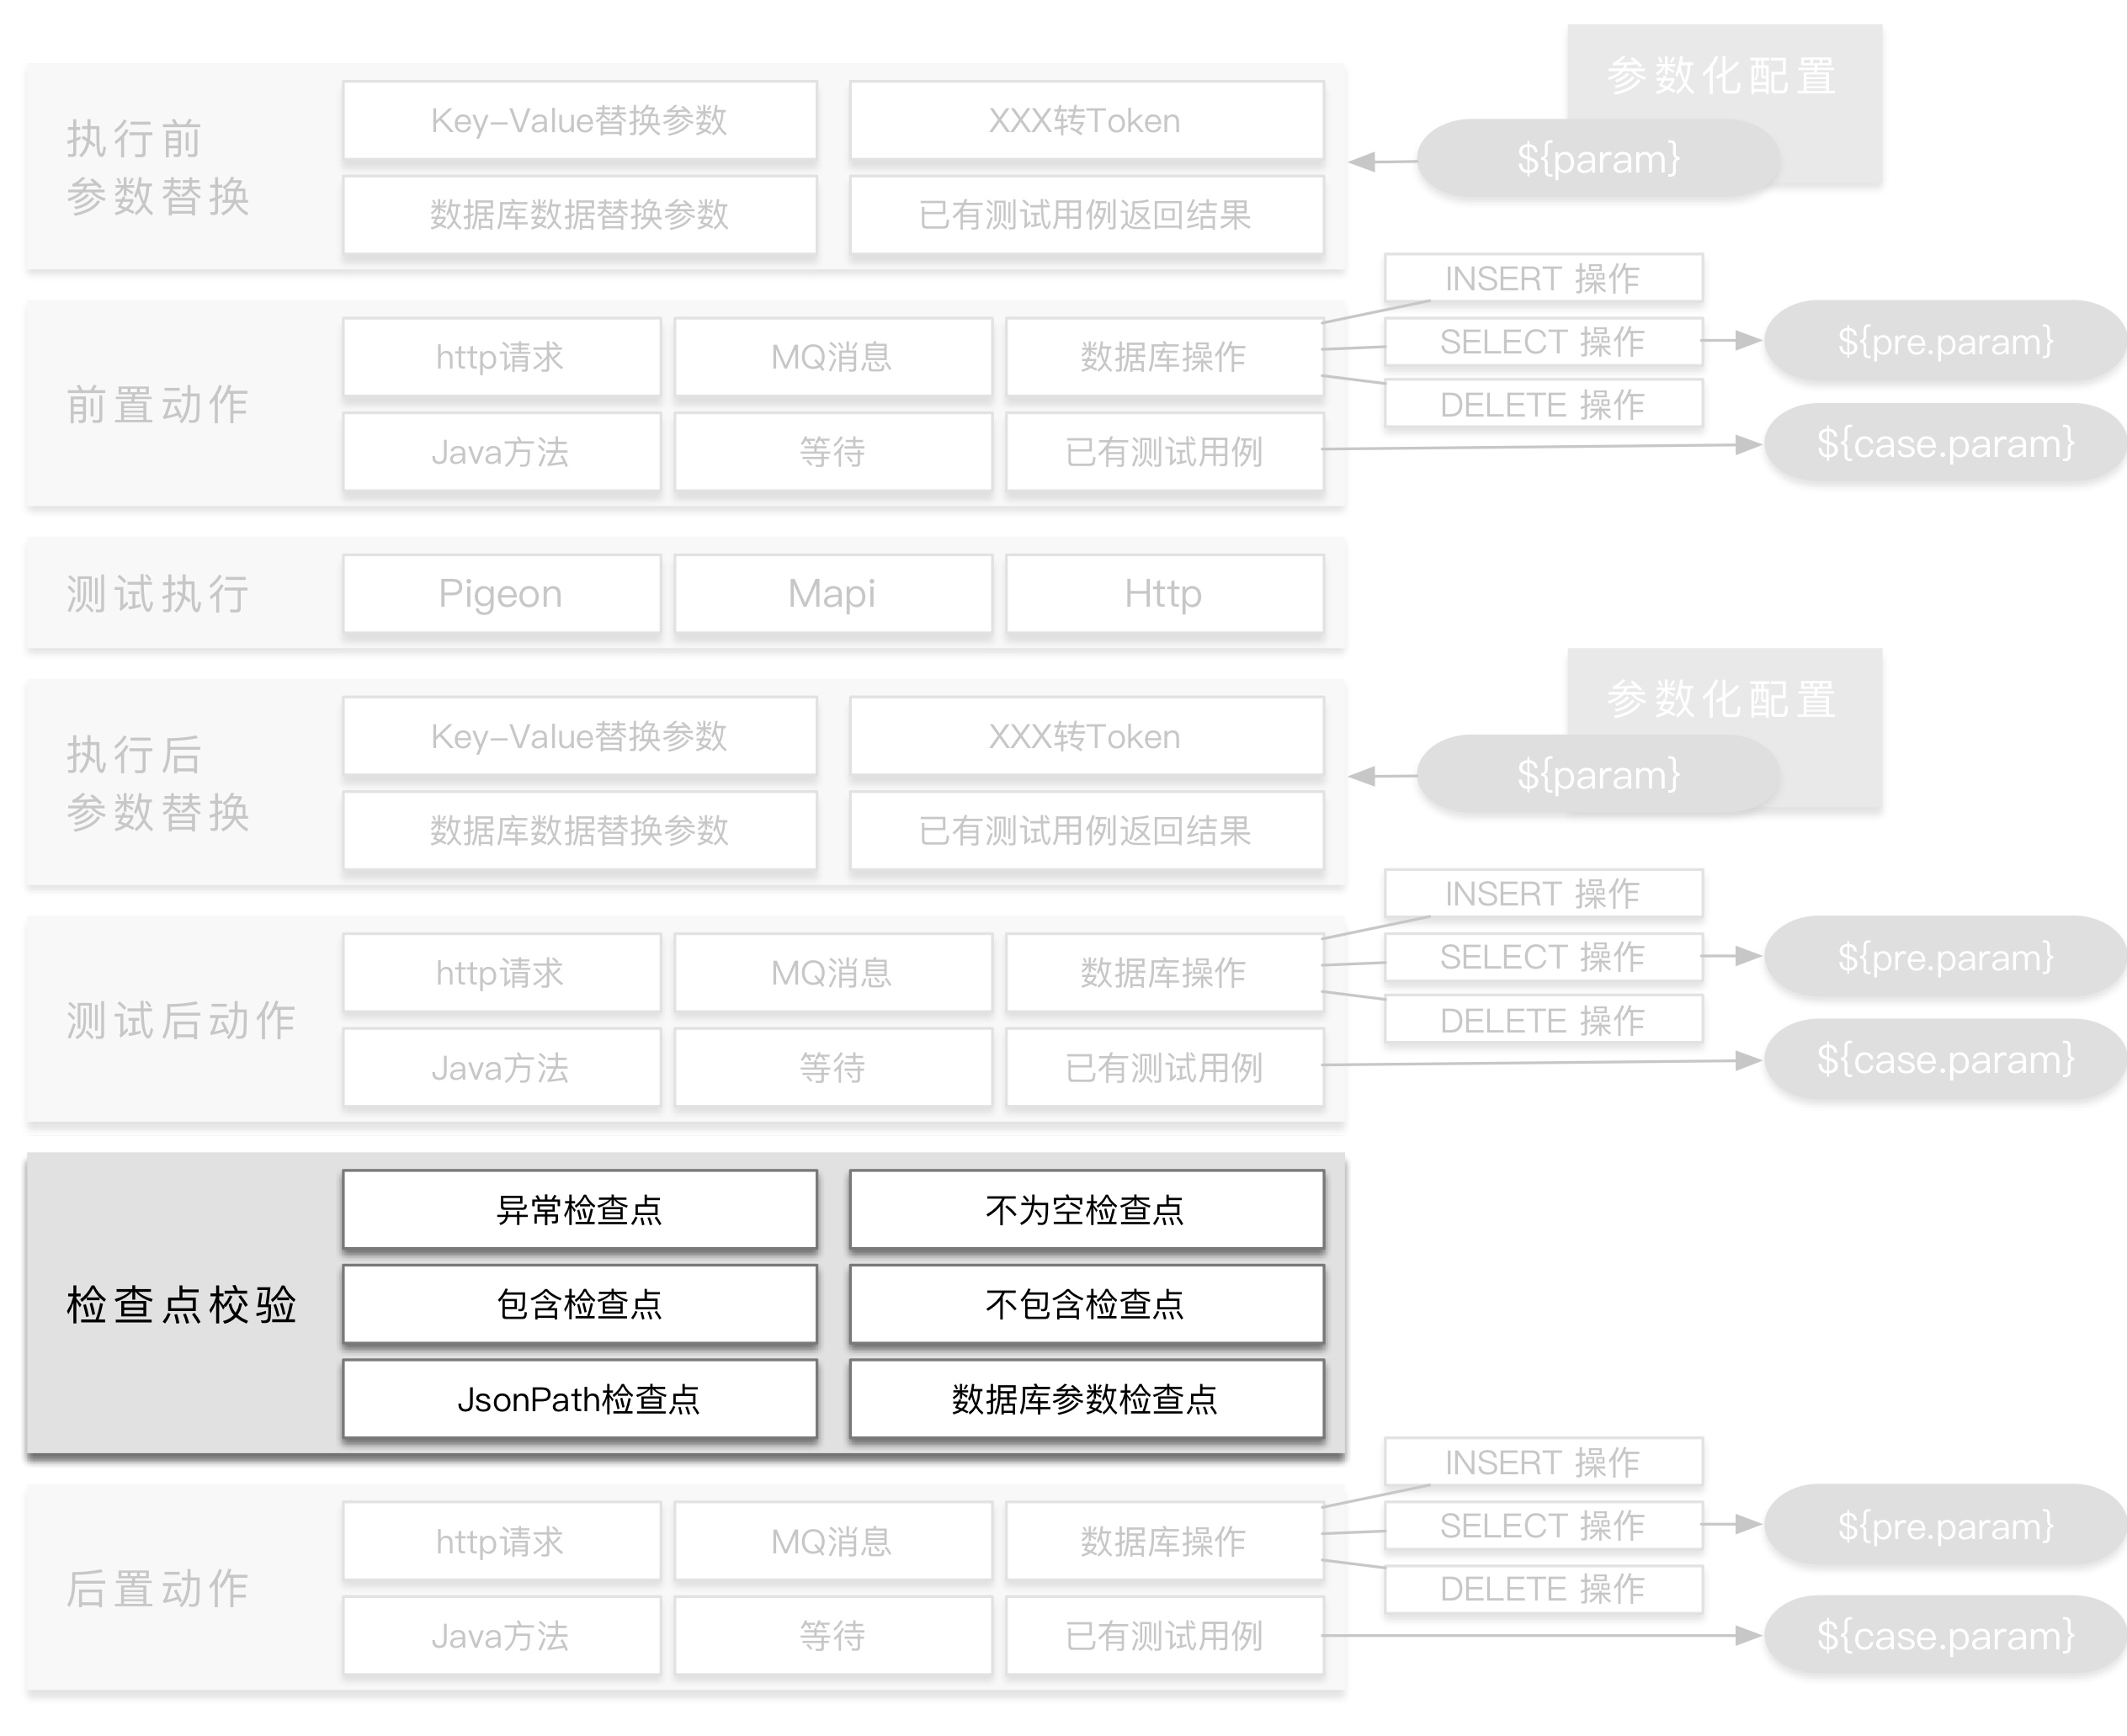 参数化配置
执行前
参数替换
Key-Value替换参数
XXX转Token
${param}
数据库数据替换参数
已有测试用例返回结果
前置动作
http请求
MQ消息
数据库操作
INSERT 操作
SELECT 操作
DELETE 操作
${pre.param}
Java方法
等待
已有测试用例
${case.param}
测试执行
Pigeon
Mapi
Http
参数化配置
执行后
参数替换
Key-Value替换参数
XXX转Token
${param}
数据库数据替换参数
已有测试用例返回结果
测试后动作
http请求
MQ消息
数据库操作
INSERT 操作
SELECT 操作
DELETE 操作
${pre.param}
Java方法
等待
已有测试用例
${case.param}
检查点校验
异常检查点
不为空检查点
包含检查点
不包含检查点
JsonPath检查点
数据库参数检查点
后置动作
http请求
MQ消息
数据库操作
INSERT 操作
SELECT 操作
DELETE 操作
${pre.param}
Java方法
等待
已有测试用例
${case.param}